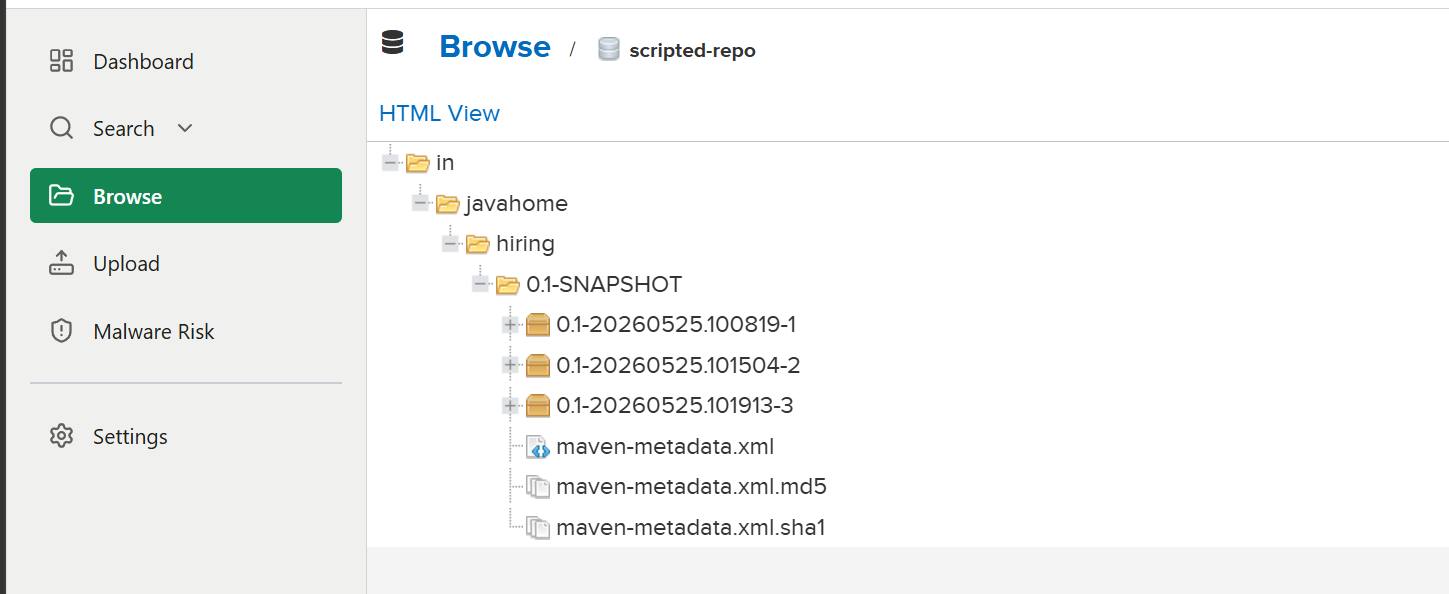 Dashboard
Search
Browse
Upload
Malware Risk
Settings
Browse / scripted-repo
HTML View
in
javahome
hiring
0.1-SNAPSHOT
0.1-20260525.100819-1
0.1-20260525.101504-2
0.1-20260525.101913-3
maven-metadata.xml
maven-metadata.xml.md5
maven-metadata.xml.sha1